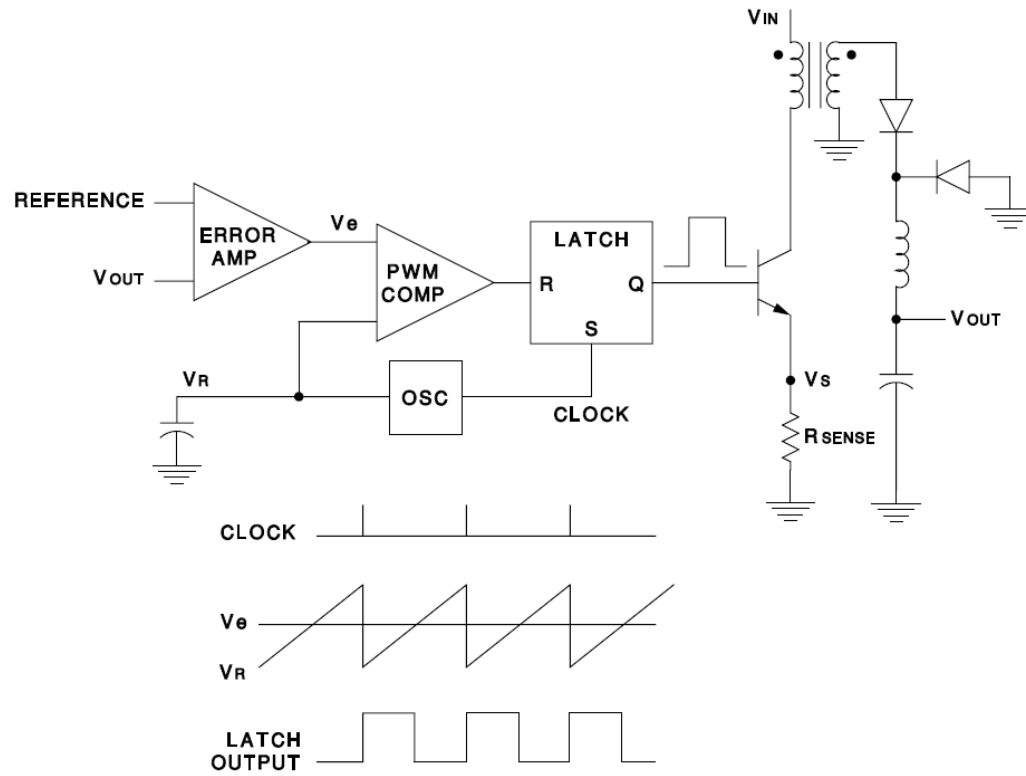 VIN
REFERENCE
ERROR
AMP
Ve
VOUT
PWM
COMP
LATCH
R
Q
S
VOUT
VR
OSC
CLOCK
VS
RSENSE
CLOCK
Ve
VR
LATCH
OUTPUT